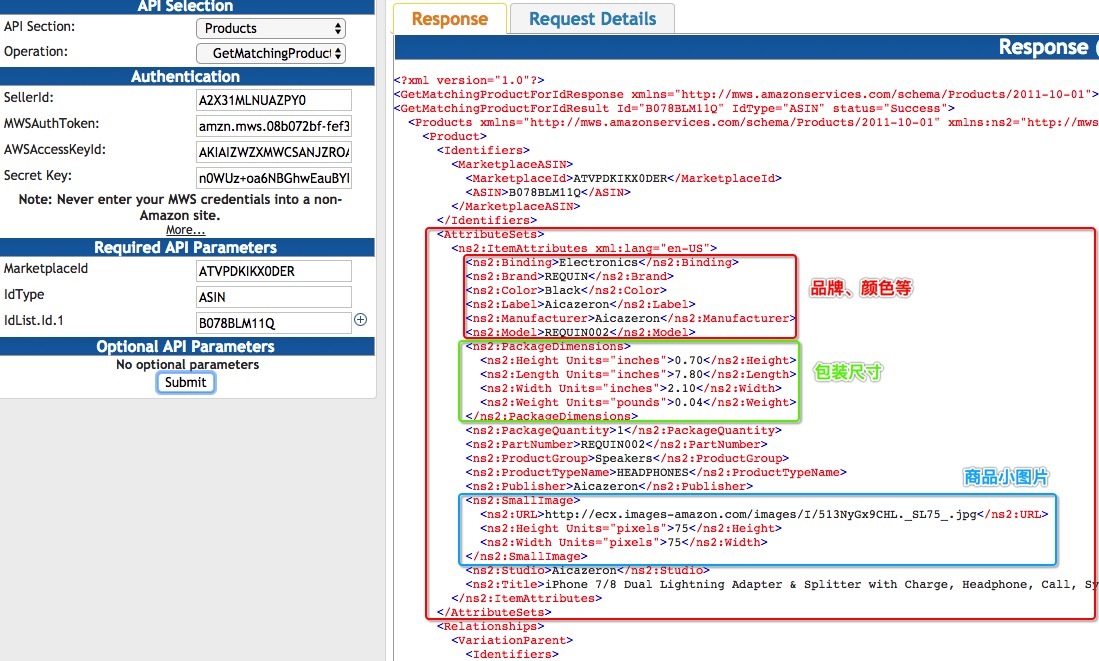 API Selection
API Section: Products
Operation: GetMatchingProduct
Authentication
SellerId: A2X31MLNUAZPY0
MWSAuthToken: amzn.mws.08b072bf-fef3
AWSAccessKeyId: AKIAIZWZXMWCSANJZROA
Secret Key: n0WUz+oa6NBGhwEauBYI
Note: Never enter your MWS credentials into a non-
Amazon site.
More...
Required API Parameters
MarketplaceId ATVPDKIKX0DER
IdType ASIN
IdList.Id.1 B078BLM11Q
Optional API Parameters
No optional parameters
Submit
Response Request Details
Response (
<?xml version="1.0"?>
<GetMatchingProductForIdResponse xmlns="http://mws.amazonservices.com/schema/Products/2011-10-01">
<GetMatchingProductForIdResult Id="B078BLM11Q" IdType="ASIN" status="Success">
<Products xmlns="http://mws.amazonservices.com/schema/Products/2011-10-01" xmlns:ns2="http://mws
<Product>
<Identifiers>
<MarketplaceASIN>
<MarketplaceId>ATVPDKIKX0DER</MarketplaceId>
<ASIN>B078BLM11Q</ASIN>
</MarketplaceASIN>
</Identifiers>
<AttributeSets>
<ns2:ItemAttributes xml:lang="en-US">
<ns2:Binding>Electronics</ns2:Binding>
<ns2:Brand>REQUIN</ns2:Brand>
<ns2:Color>Black</ns2:Color>
品牌、颜色等
<ns2:Label>Aicazeron</ns2:Label>
<ns2:Manufacturer>Aicazeron</ns2:Manufacturer>
<ns2:Model>REQUIN002</ns2:Model>
<ns2:PackageDimensions>
<ns2:Height Units="inches">0.70</ns2:Height>
<ns2:Length Units="inches">7.80</ns2:Length>
包装尺寸
<ns2:Width Units="inches">2.10</ns2:Width>
<ns2:Weight Units="pounds">0.04</ns2:Weight>
</ns2:PackageDimensions>
<ns2:PackageQuantity>1</ns2:PackageQuantity>
<ns2:PartNumber>REQUIN002</ns2:PartNumber>
<ns2:ProductGroup>Speakers</ns2:ProductGroup>
<ns2:ProductTypeName>HEADPHONES</ns2:ProductTypeName>
商品小图片
<ns2:Publisher>Aicazeron</ns2:Publisher>
<ns2:SmallImage>
<ns2:URL>http://ecx.images-amazon.com/images/I/513NyGx9CHL._SL75_.jpg</ns2:URL>
<ns2:Height Units="pixels">75</ns2:Height>
<ns2:Width Units="pixels">75</ns2:Width>
</ns2:SmallImage>
<ns2:Studio>Aicazeron</ns2:Studio>
<ns2:Title>iPhone 7/8 Dual Lightning Adapter & Splitter with Charge, Headphone, Call, Sy
</ns2:ItemAttributes>
</AttributeSets>
<Relationships>
<VariationParent>
<Identifiers>